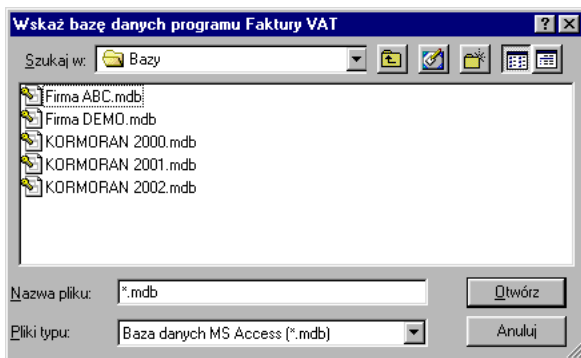 Wskaż bazę danych programu Faktury VAT
Szukaj w: Bazy
Firma ABC.mdb
Firma DEMO.mdb
KORMORAN 2000.mdb
KORMORAN 2001.mdb
KORMORAN 2002.mdb
Nazwa pliku: *.mdb Otwórz
Pliki typu: Baza danych MS Access (*.mdb) Anuluj